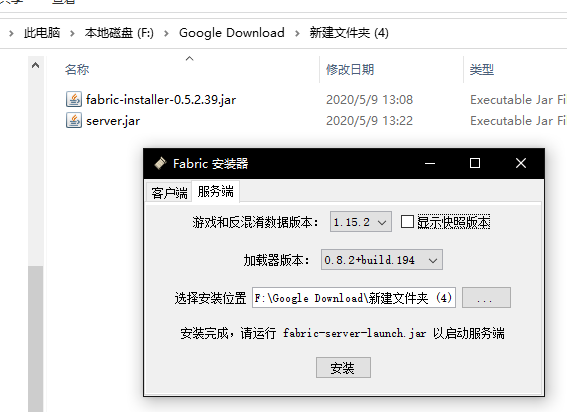 此电脑 > 本地磁盘 (F:) > Google Download > 新建文件夹 (4)
名称 修改日期 类型
fabric-installer-0.5.2.39.jar 2020/5/9 13:08 Executable Jar Fi
server.jar 2020/5/9 13:22 Executable Jar Fi
Fabric 安装器
客户端 服务端
游戏和反混淆数据版本: 1.15.2 显示快照版本
加载器版本: 0.8.2+build.194
选择安装位置 F:\Google Download\新建文件夹 (4) ...
安装完成,请运行 fabric-server-launch.jar 以启动服务端
安装